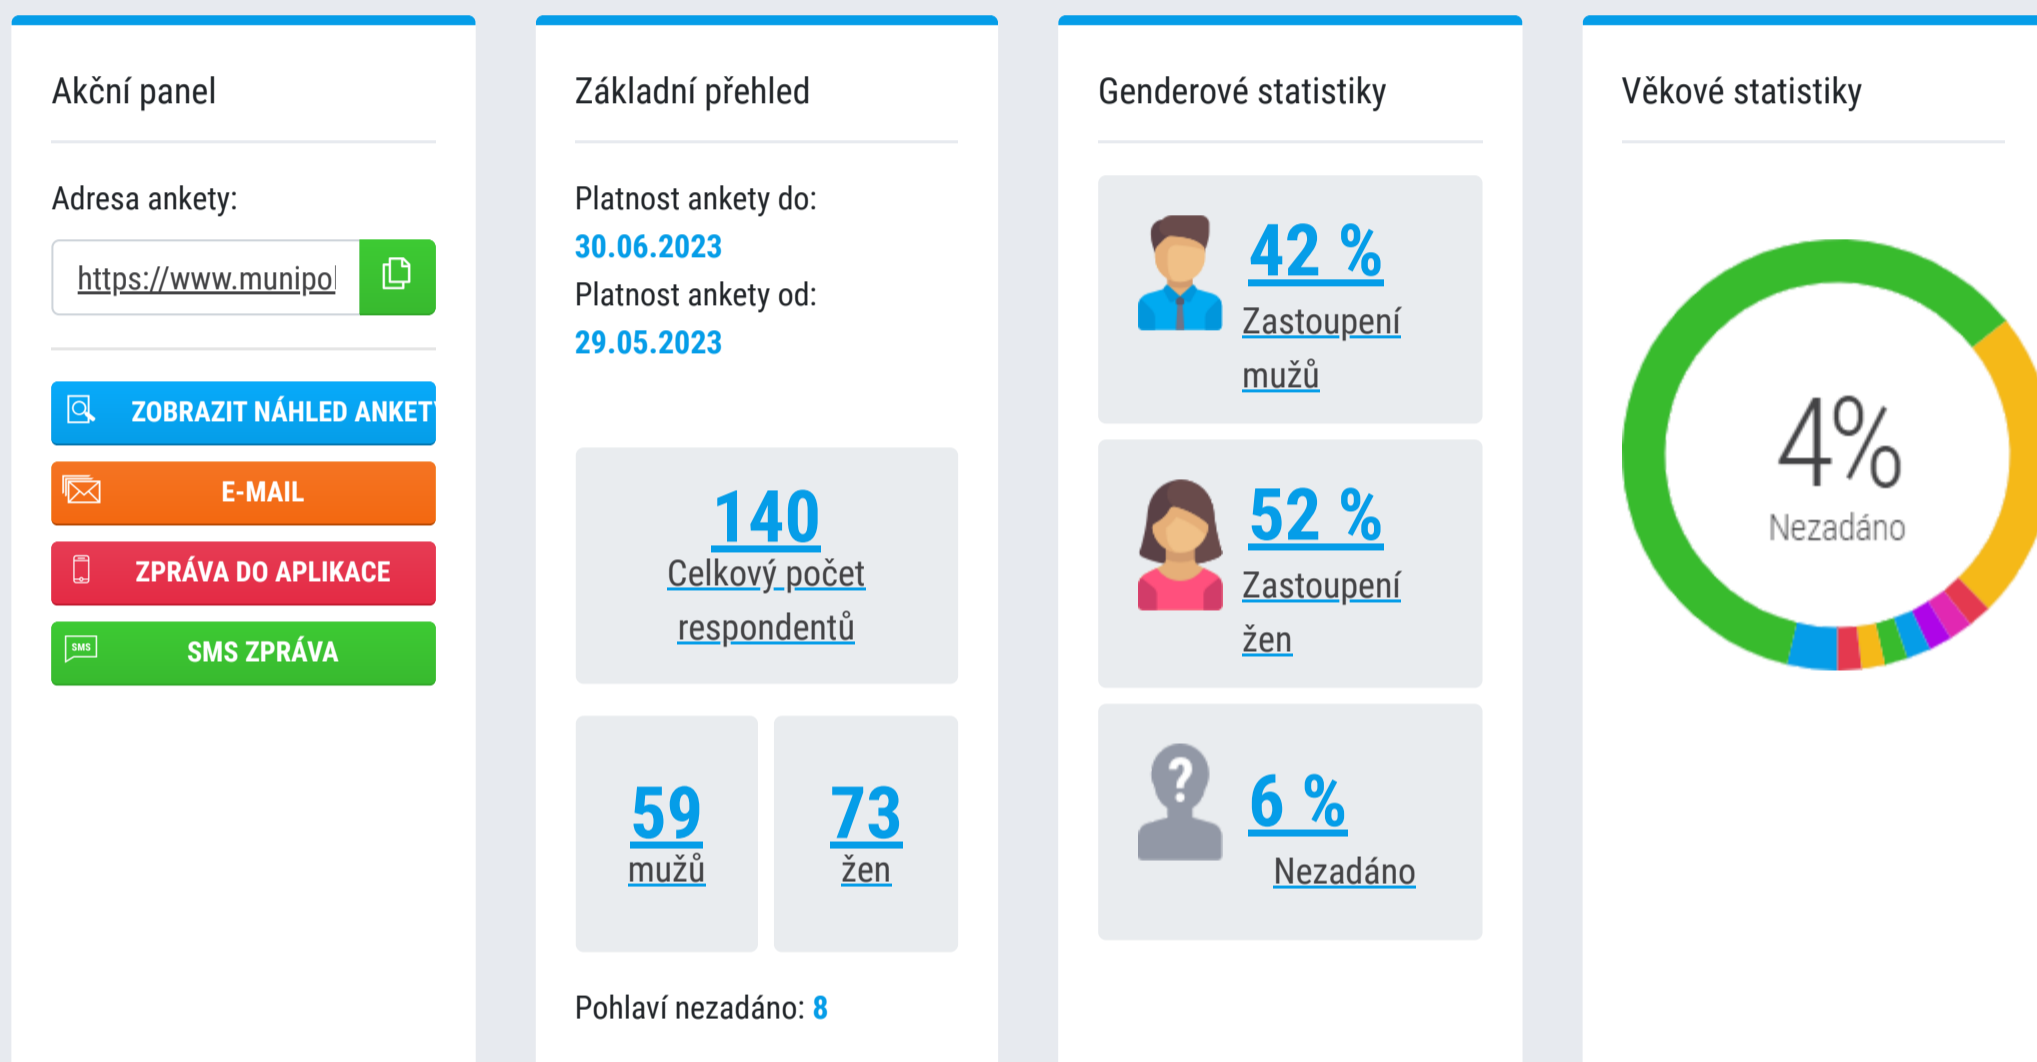 Akční panel
Adresa ankety:
https://www.munipo
ZOBRAZIT NÁHLED ANKET
E-MAIL
ZPRÁVA DO APLIKACE
SMS
SMS ZPRÁVA
Základní přehled
Platnost ankety do:
30.06.2023
Platnost ankety od:
29.05.2023
140
Celkový počet
respondentů
59
mužů
73
žen
Pohlaví nezadáno: 8
Genderové statistiky
42 %
Zastoupení
mužů
52 %
Zastoupení
žen
?
6 %
Nezadáno
Věkové statistiky
4%
Nezadáno